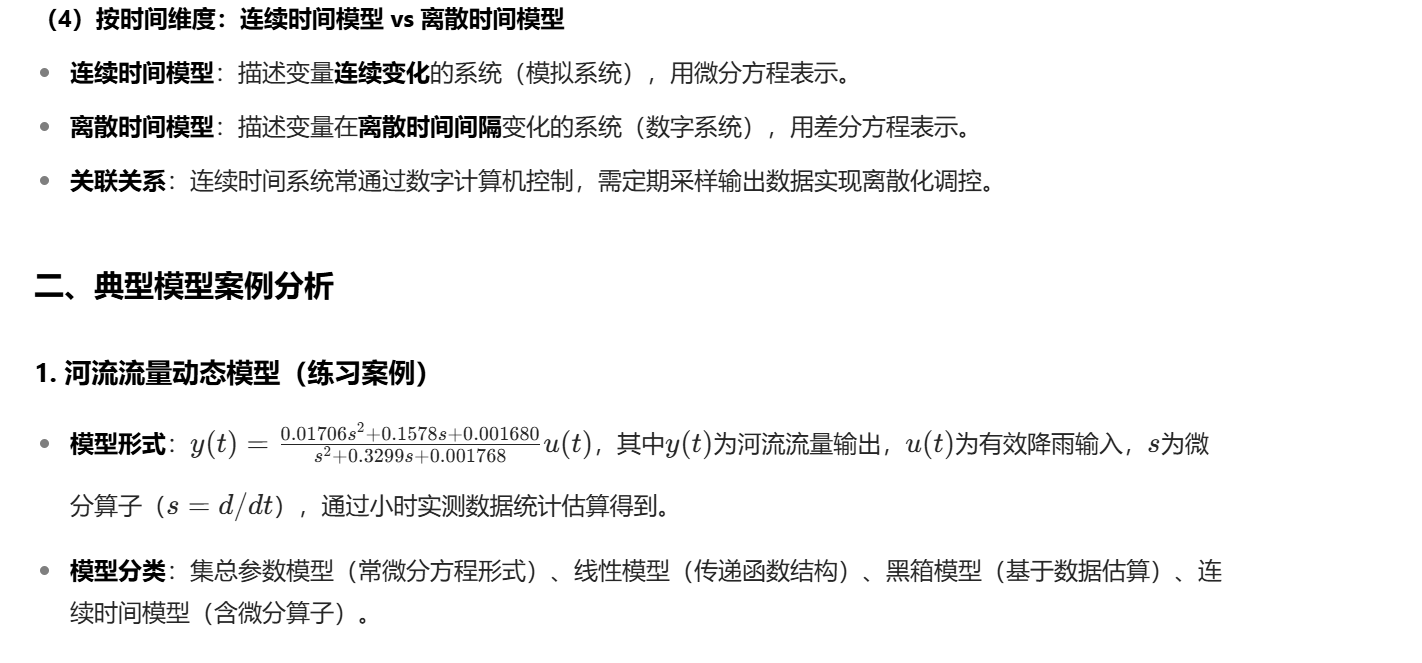 （4）按时间维度：连续时间模型 vs 离散时间模型
连续时间模型：描述变量连续变化的系统（模拟系统），用微分方程表示。
离散时间模型：描述变量在离散时间间隔变化的系统（数字系统），用差分方程表示。
关联关系：连续时间系统常通过数字计算机控制，需定期采样输出数据实现离散化调控。
二、典型模型案例分析
1. 河流流量动态模型（练习案例）
模型形式：y(t) = \frac{0.01706s^2+0.1578s+0.001680}{s^2+0.3299s+0.001768}u(t)，其中y(t)为河流流量输出，u(t)为有效降雨输入，s为微
分算子（s = d/dt），通过小时实测数据统计估算得到。
模型分类：集总参数模型（常微分方程形式）、线性模型（传递函数结构）、黑箱模型（基于数据估算）、连
续时间模型（含微分算子）。